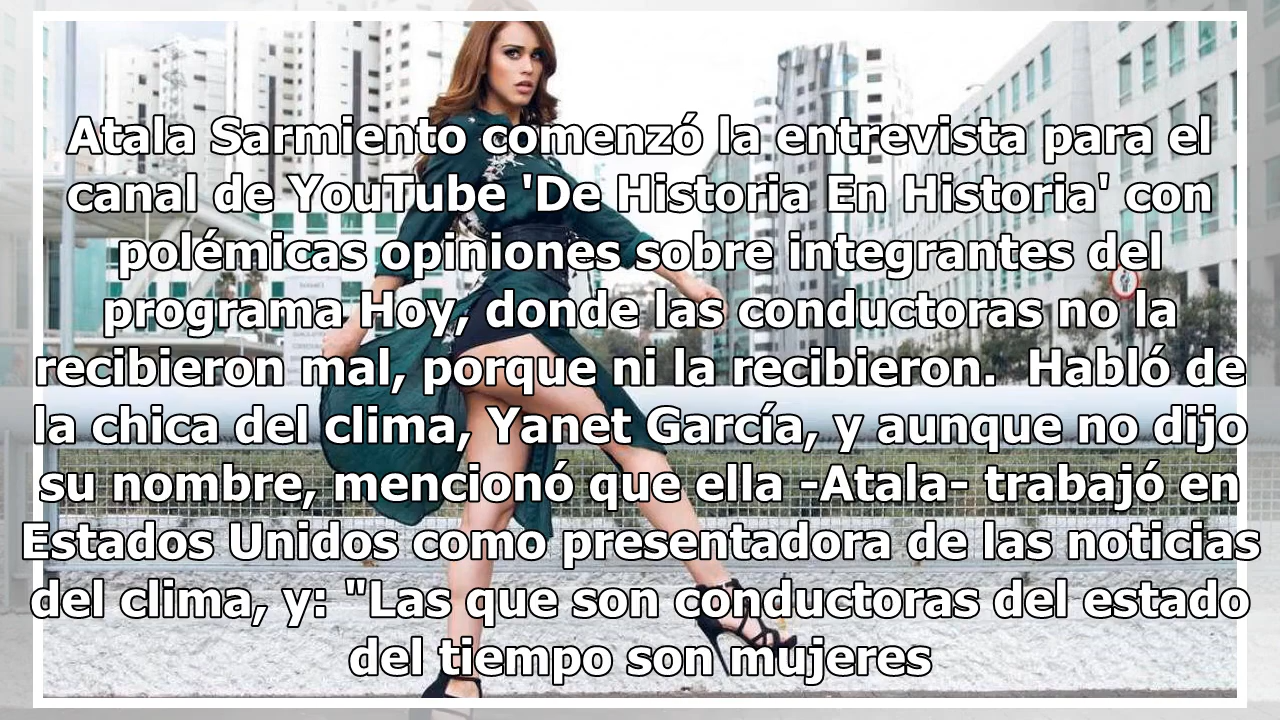 Atala Sarmiento comenzó la entrevista para el
canal de YouTube 'De Historia En Historia' con
polémicas opiniones sobre integrantes del
programa Hoy, donde las conductoras no la
recibieron mal, porque ni la recibieron.  Habló de
la chica del clima, Yanet García, y aunque no dijo
su nombre, mencionó que ella -Atala- trabajó en
Estados Unidos como presentadora de las noticias
del clima, y: "Las que son conductoras del estado
del tiempo son mujeres